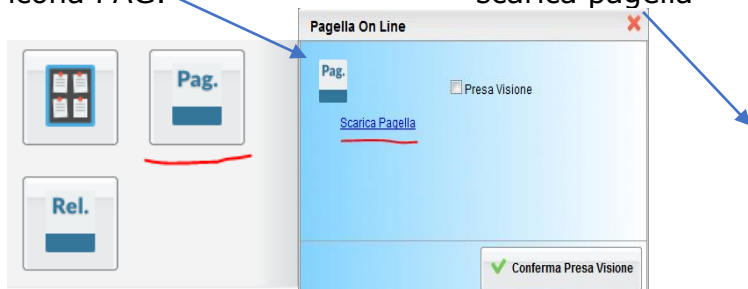 icona PAG.
scarica pagella
Pagella On Line
Pag.
Pag.
Presa Visione
Scarica Pagella
Rel.
Conferma Presa Visione